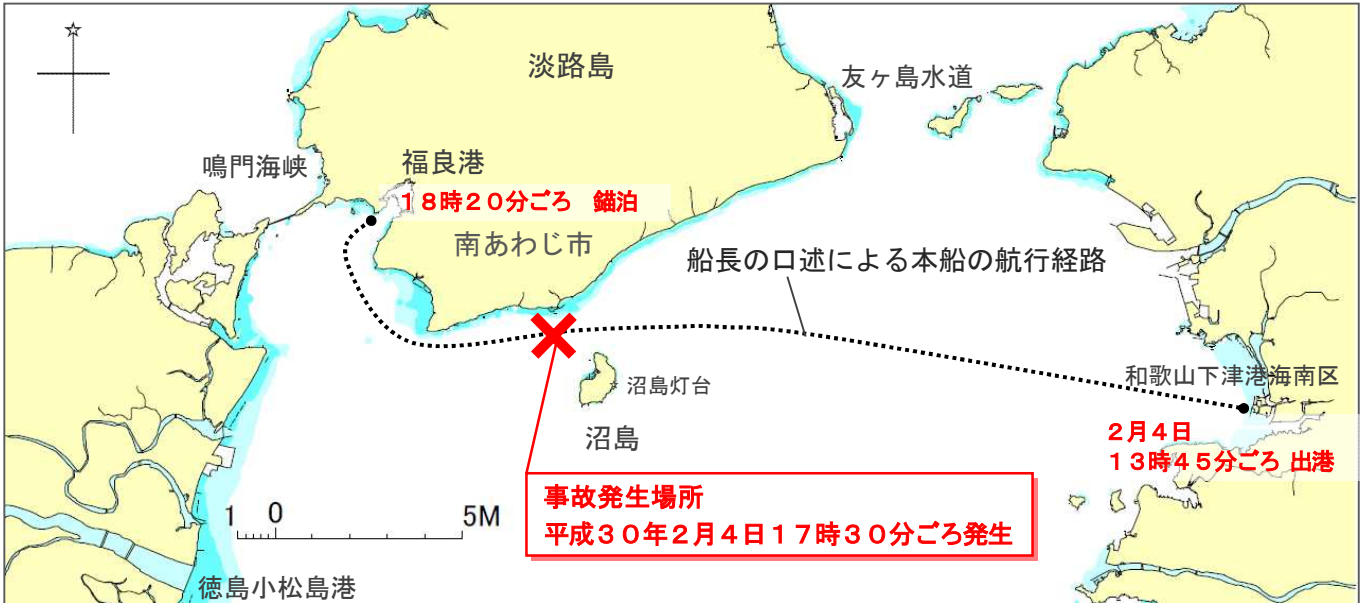 淡路島
友ヶ島水道
鳴門海峡
福良港
18時20分ごろ 錨泊
南あわじ市
船長の口述による本船の航行経路
和歌山下津港海南区
沼島灯台
沼島
2月4日
13時45分ごろ 出港
事故発生場所
平成30年2月4日17時30分ごろ発生
1 0 5M
徳島小松島港